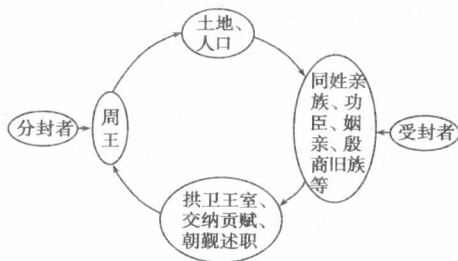 土地、
人口
分封者
周
王
同姓亲
族、功
臣、姻
亲、殷
商旧族
等
受封者
拱卫王室、
交纳贡赋、
朝觐述职